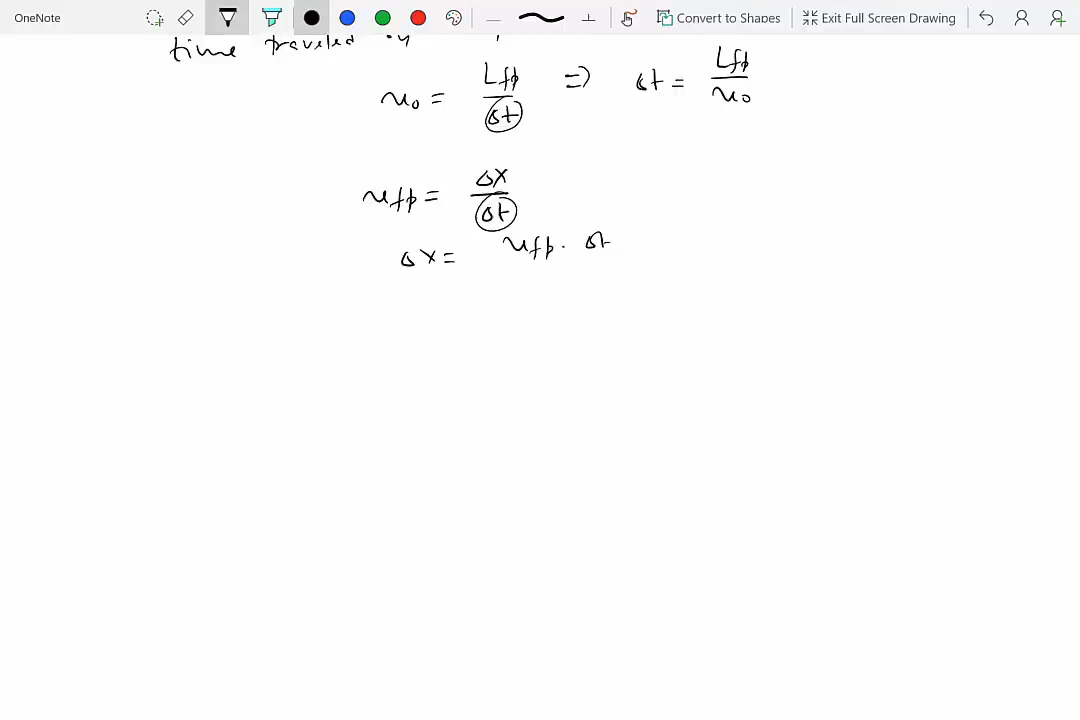 OneNote
Convert to Shapes
Exit Full Screen Drawing
time traveled by
u₀ = Lfp / Δt ⇒ Δt = Lfp / u₀
ufp = Δx / Δt
Δx = ufp · Δt